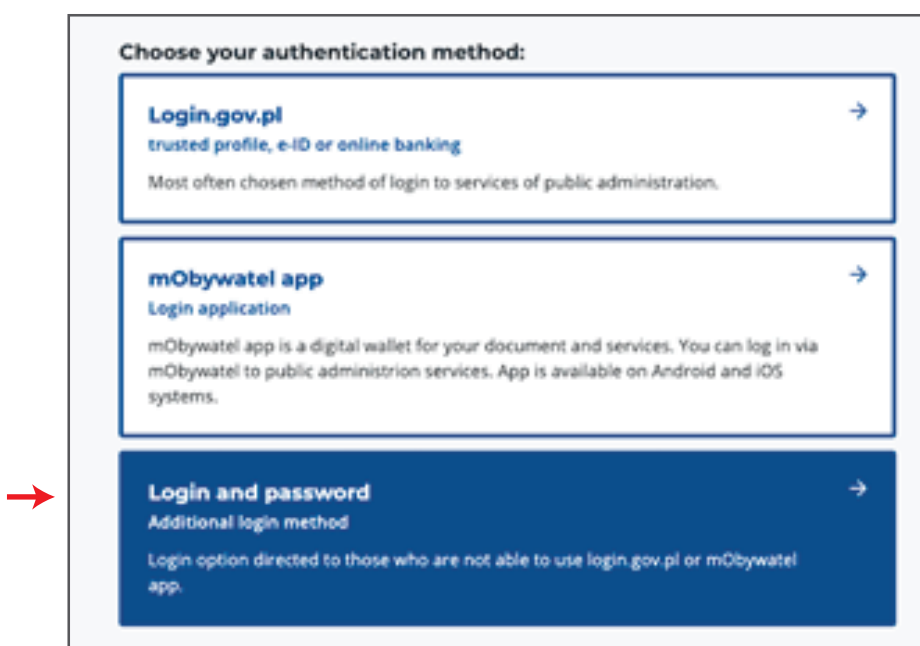 Choose your authentication method:
Login.gov.pl
trusted profile, e-ID or online banking
Most often chosen method of login to services of public administration.
mObywatel app
Login application
mObywatel app is a digital wallet for your document and services. You can log in via
mObywatel to public administrion services. App is available on Android and iOS
systems.
Login and password
Additional login method
Login option directed to those who are not able to use login.gov.pl or mObywatel
app.